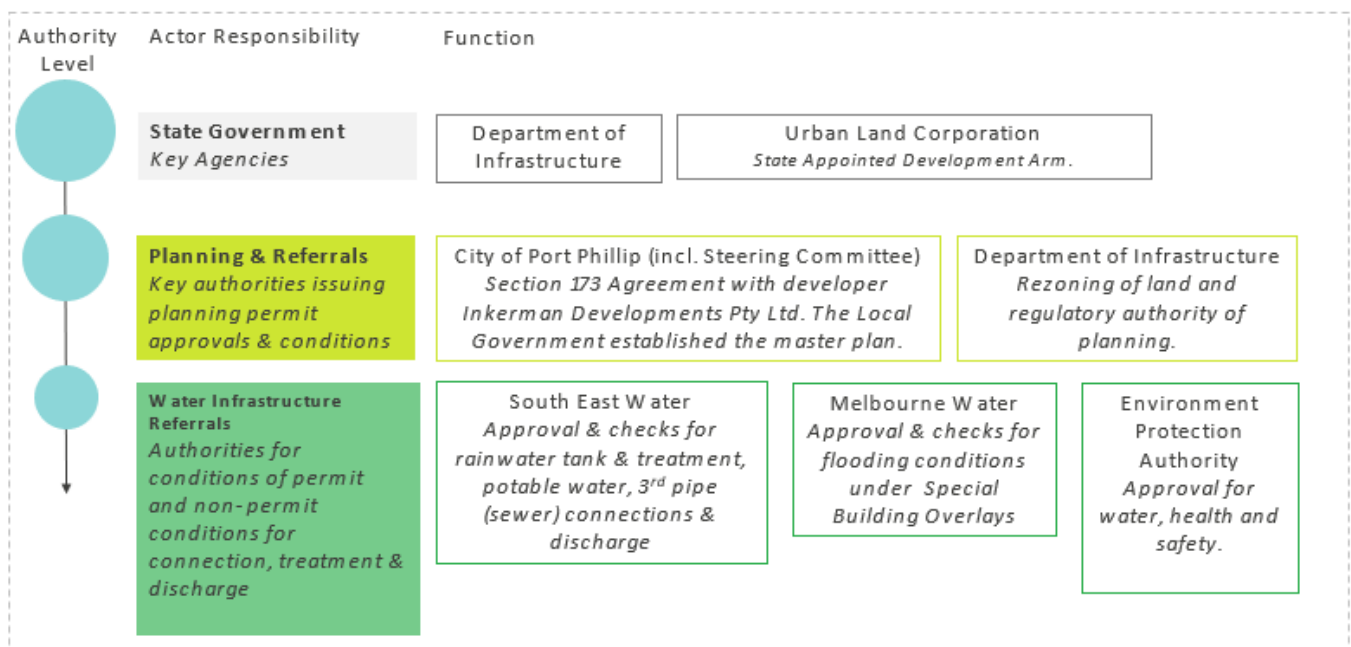 Authority Level
Actor Responsibility
Function
State Government
Key Agencies
Department of
Infrastructure
Urban Land Corporation
State Appointed Development Arm.
Planning & Referrals
Key authorities issuing
planning permit
approvals & conditions
City of Port Phillip (incl. Steering Committee)
Section 173 Agreement with developer
Inkerman Developments Pty Ltd. The Local
Government established the master plan.
Department of Infrastructure
Rezoning of land and
regulatory authority of
planning.
Water Infrastructure
Referrals
Authorities for
conditions of permit
and non-permit
conditions for
connection, treatment &
discharge
South East Water
Approval & checks for
rainwater tank & treatment,
potable water, 3rd pipe
(sewer) connections &
discharge
Melbourne Water
Approval & checks for
flooding conditions
under Special
Building Overlays
Environment
Protection
Authority
Approval for
water, health and
safety.